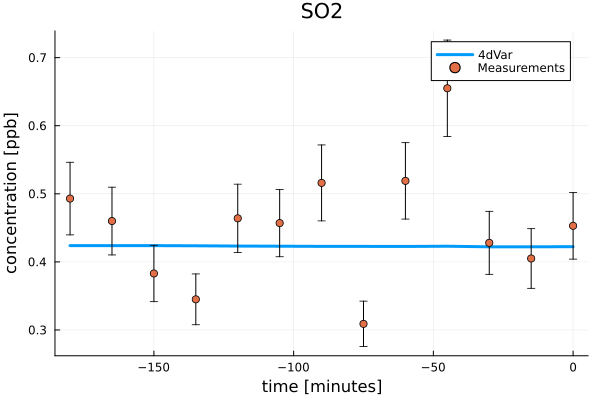 SO2
4dVar
Measurements
concentration [ppb]
0.7
0.6
0.5
0.4
0.3
−150
−100
−50
0
time [minutes]